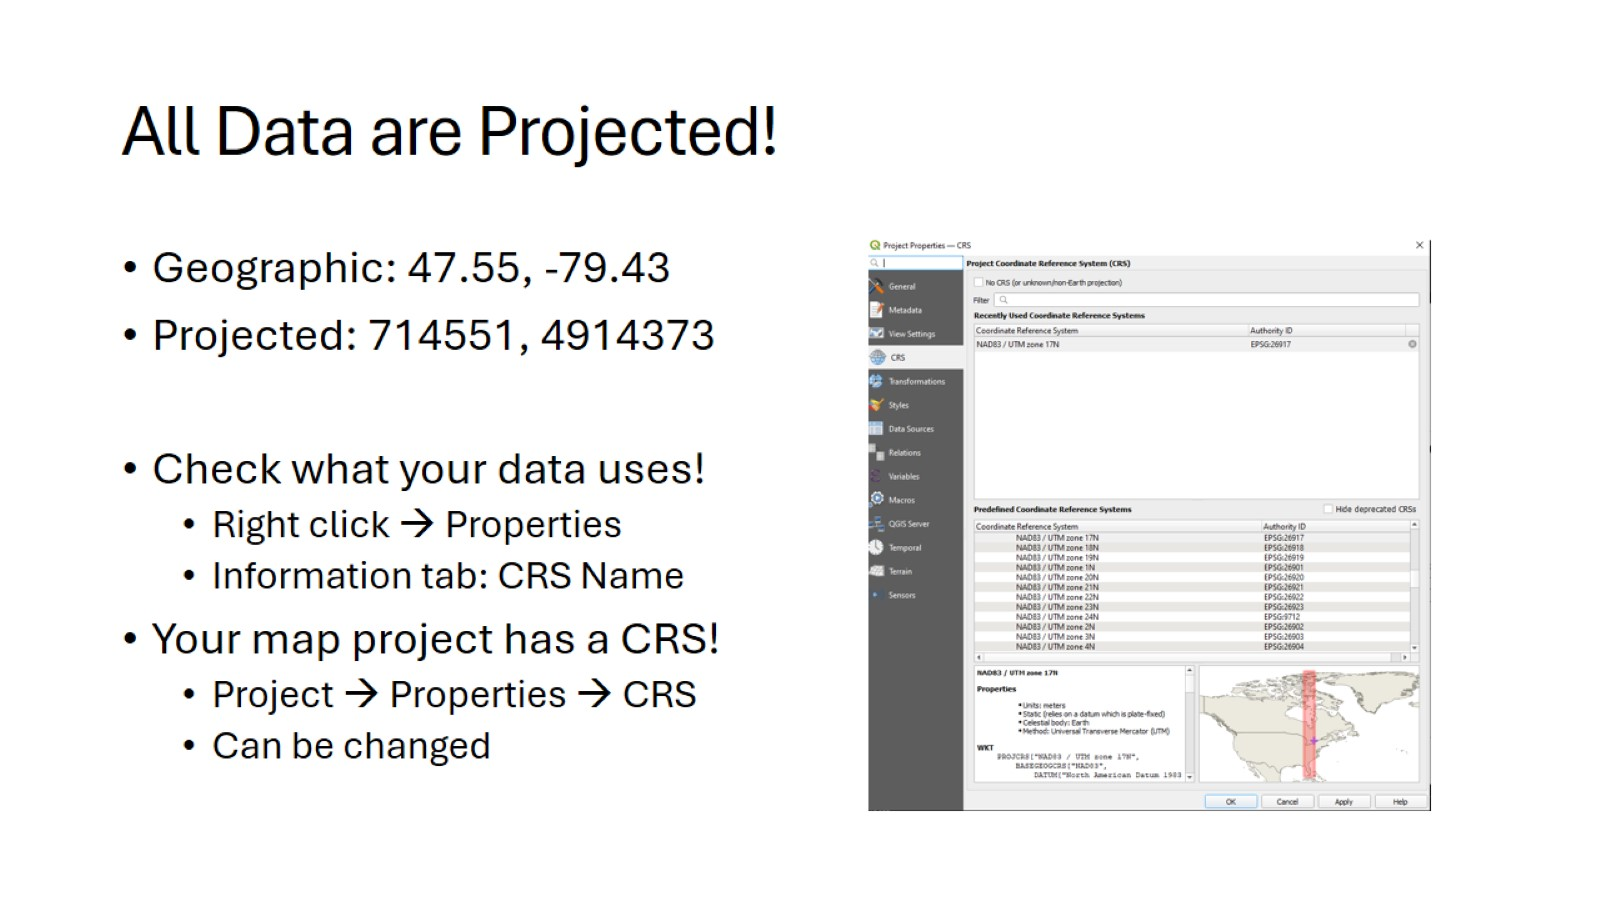 All Data are Projected!
• Geographic: 47.55, -79.43
• Projected: 714551, 4914373
• Check what your data uses!
• Right click → Properties
• Information tab: CRS Name
• Your map project has a CRS!
• Project → Properties → CRS
• Can be changed
Project Properties — CRS
General
Metadata
View Settings
CRS
Transformations
Styles
Data Sources
Relations
Variables
Macros
QGIS Server
Temporal
Terrain
Sensors
Project Coordinate Reference System (CRS)
No CRS (or unknown/non-Earth projection)
Filter
Recently Used Coordinate Reference Systems
Coordinate Reference System Authority ID
NAD83 / UTM zone 17N EPSG:26917
Predefined Coordinate Reference Systems Hide deprecated CRSs
Coordinate Reference System Authority ID
NAD83 / UTM zone 17N EPSG:26917
NAD83 / UTM zone 18N EPSG:26918
NAD83 / UTM zone 19N EPSG:26919
NAD83 / UTM zone 1N EPSG:26901
NAD83 / UTM zone 20N EPSG:26920
NAD83 / UTM zone 21N EPSG:26921
NAD83 / UTM zone 22N EPSG:26922
NAD83 / UTM zone 23N EPSG:26923
NAD83 / UTM zone 24N EPSG:9712
NAD83 / UTM zone 2N EPSG:26902
NAD83 / UTM zone 3N EPSG:26903
NAD83 / UTM zone 4N EPSG:26904
NAD83 / UTM zone 17N
Properties
• Units: meters
• Static (relies on a datum which is plate-fixed)
• Celestial body: Earth
• Method: Universal Transverse Mercator (UTM)
WKT
PROJCRS["NAD83 / UTM zone 17N",
BASEGEOGCRS["NAD83",
DATUM["North American Datum 1983
OK Cancel Apply Help